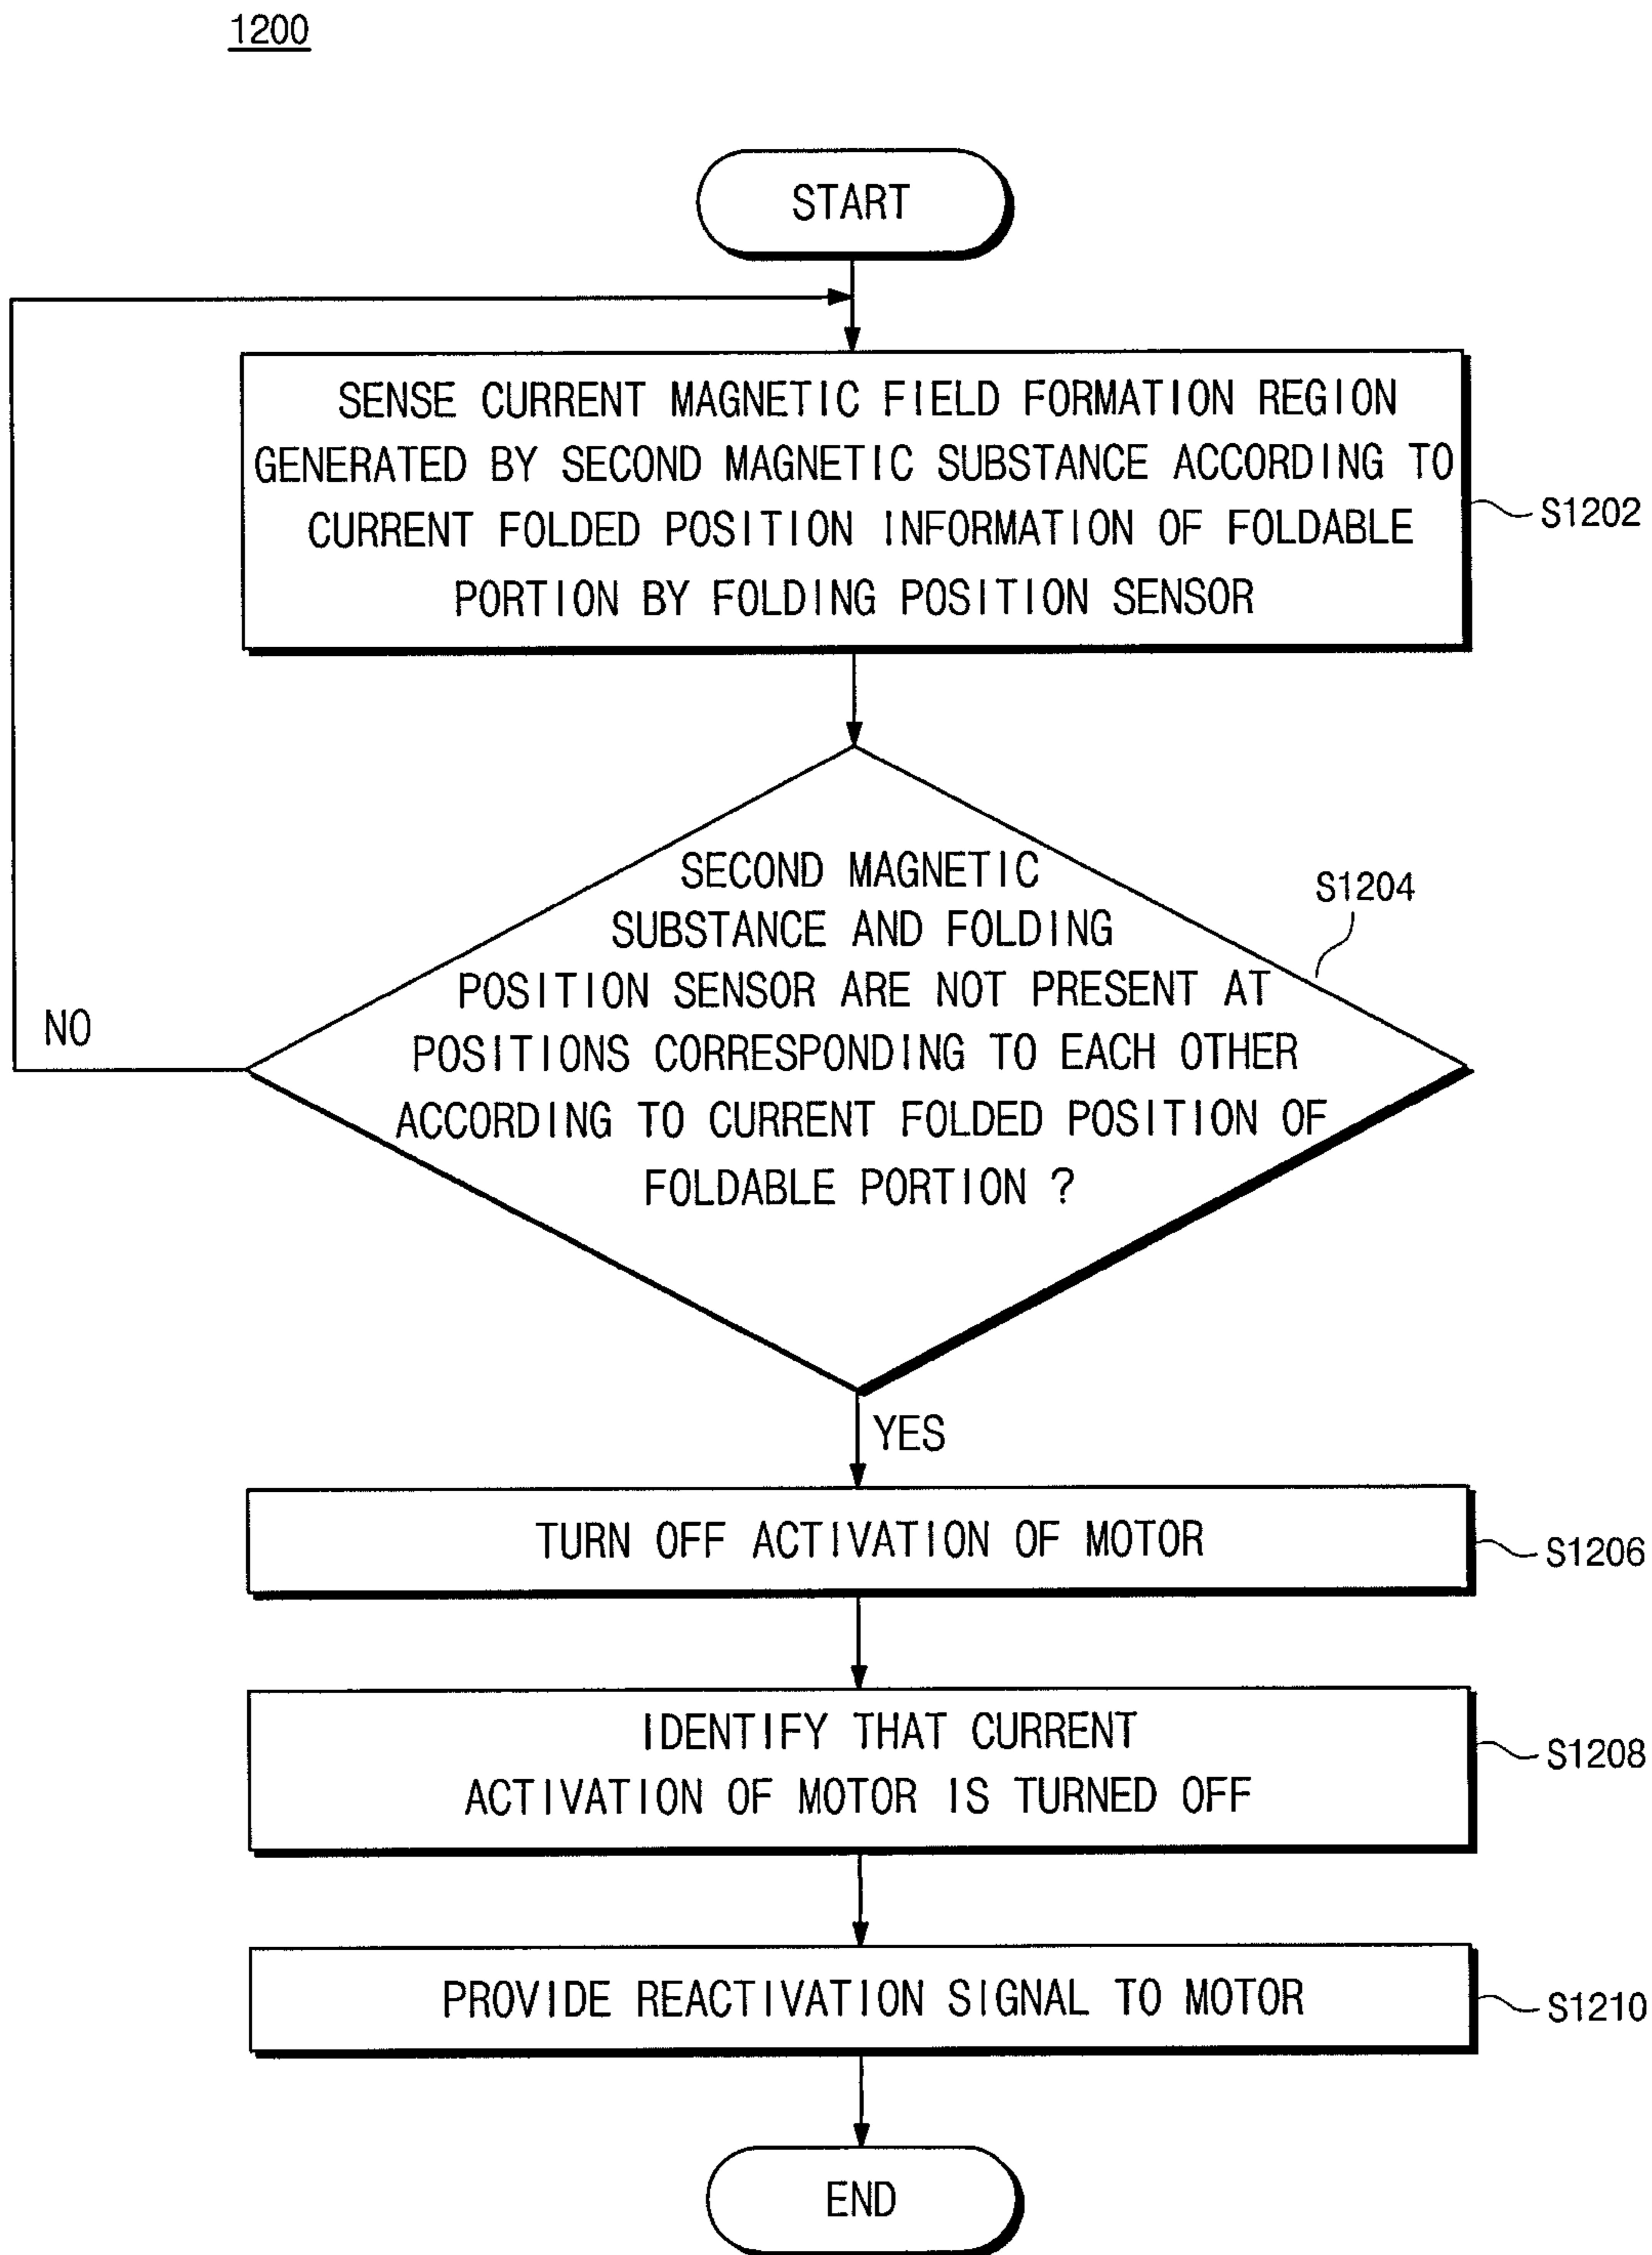 1200
START
SENSE CURRENT MAGNETIC FIELD FORMATION REGION
GENERATED BY SECOND MAGNETIC SUBSTANCE ACCORDING TO
CURRENT FOLDED POSITION INFORMATION OF FOLDABLE
PORTION BY FOLDING POSITION SENSOR
S1202
SECOND MAGNETIC
SUBSTANCE AND FOLDING
POSITION SENSOR ARE NOT PRESENT AT
POSITIONS CORRESPONDING TO EACH OTHER
ACCORDING TO CURRENT FOLDED POSITION OF
FOLDABLE PORTION ?
S1204
NO
YES
TURN OFF ACTIVATION OF MOTOR
S1206
IDENTIFY THAT CURRENT
ACTIVATION OF MOTOR IS TURNED OFF
S1208
PROVIDE REACTIVATION SIGNAL TO MOTOR
S1210
END